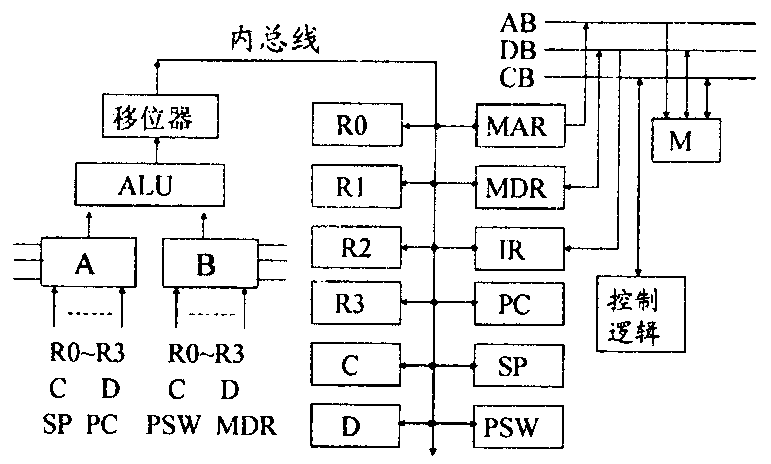 内总线
AB
DB
CB
移位器
R0
MAR
M
ALU
R1
MDR
A
B
R2
IR
R3
PC
控制
逻辑
R0~R3
R0~R3
C D
C D
C
SP
SP PC
PSW MDR
D
PSW